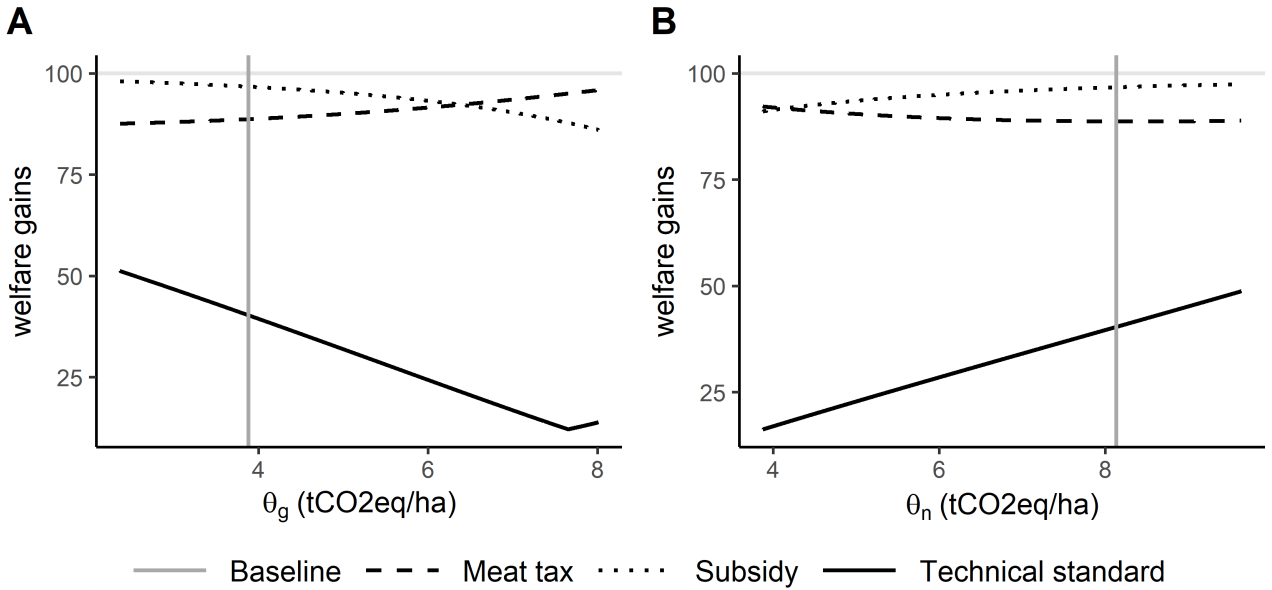 A
B
100
75
50
25
welfare gains
4
6
8
θg (tCO2eq/ha)
100
75
50
25
welfare gains
4
6
8
θn (tCO2eq/ha)
Baseline Meat tax Subsidy Technical standard